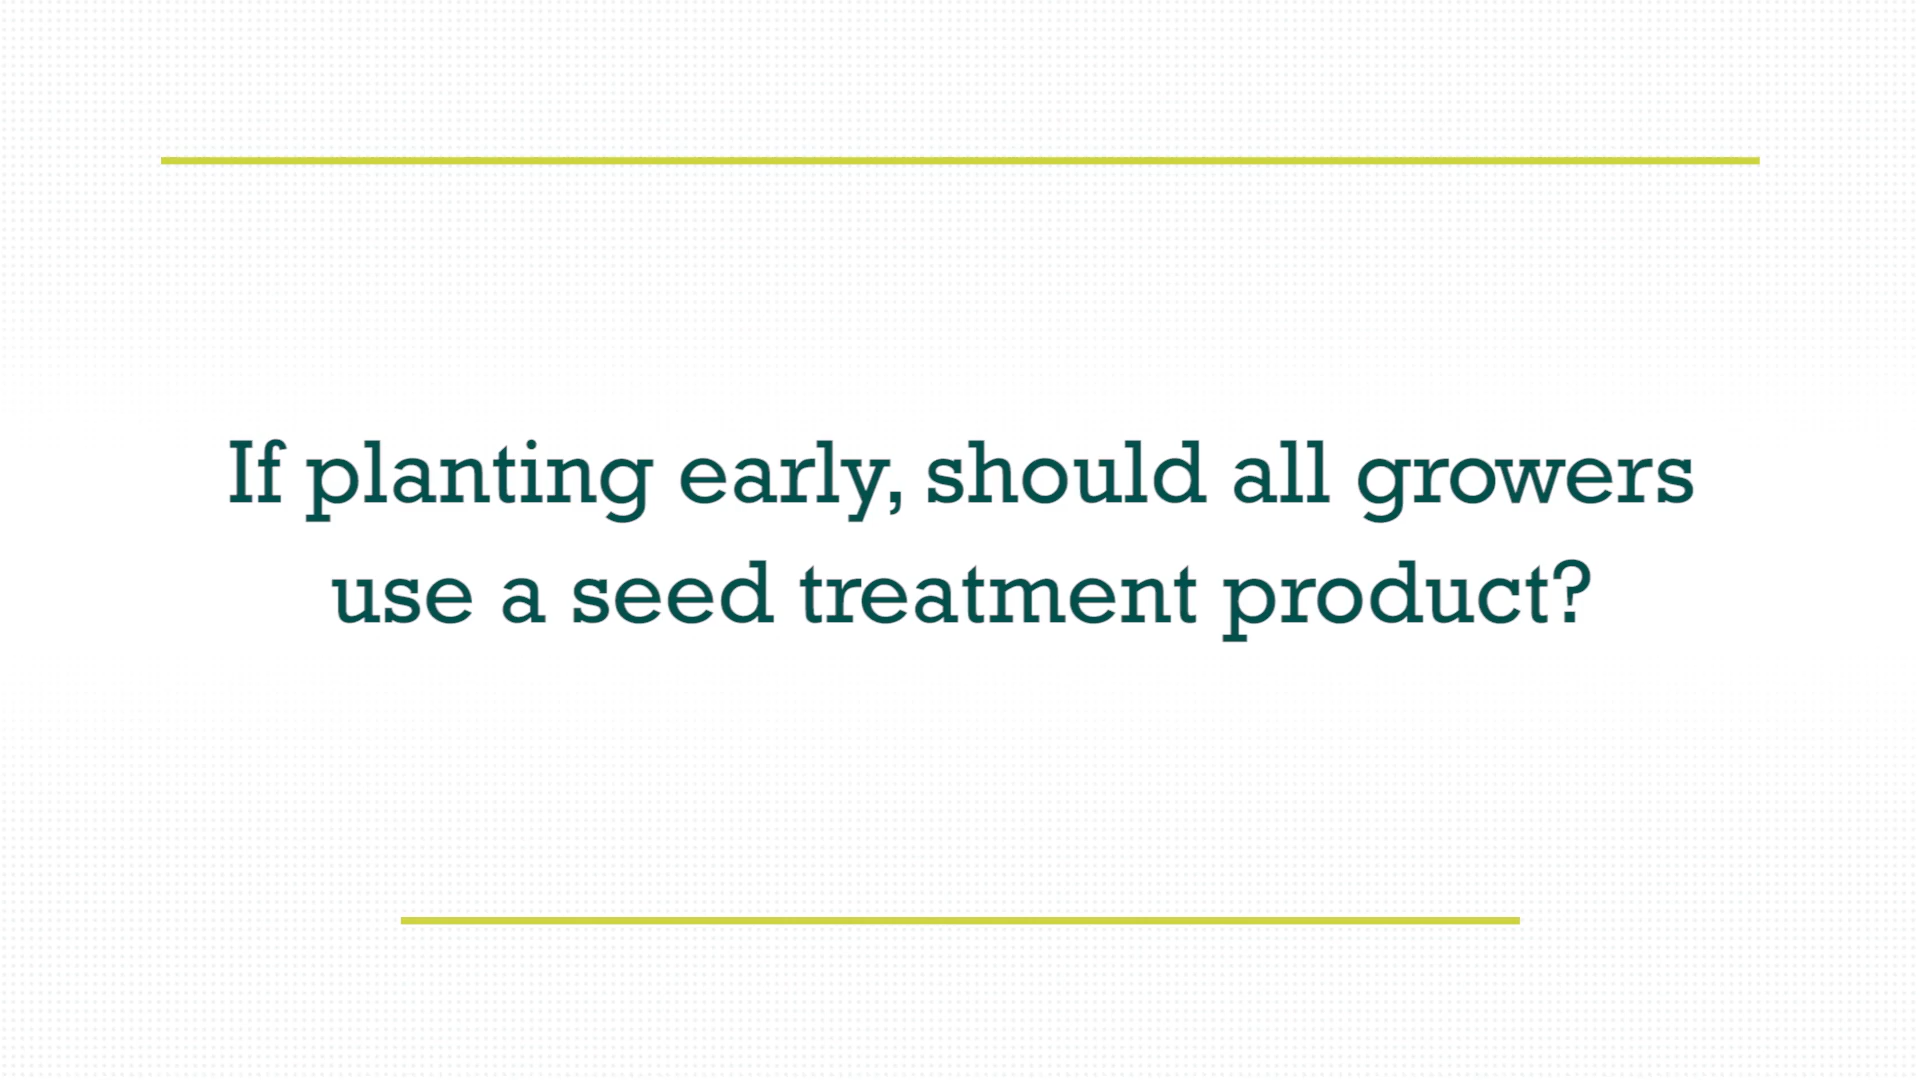 If planting early, should all growers
use a seed treatment product?